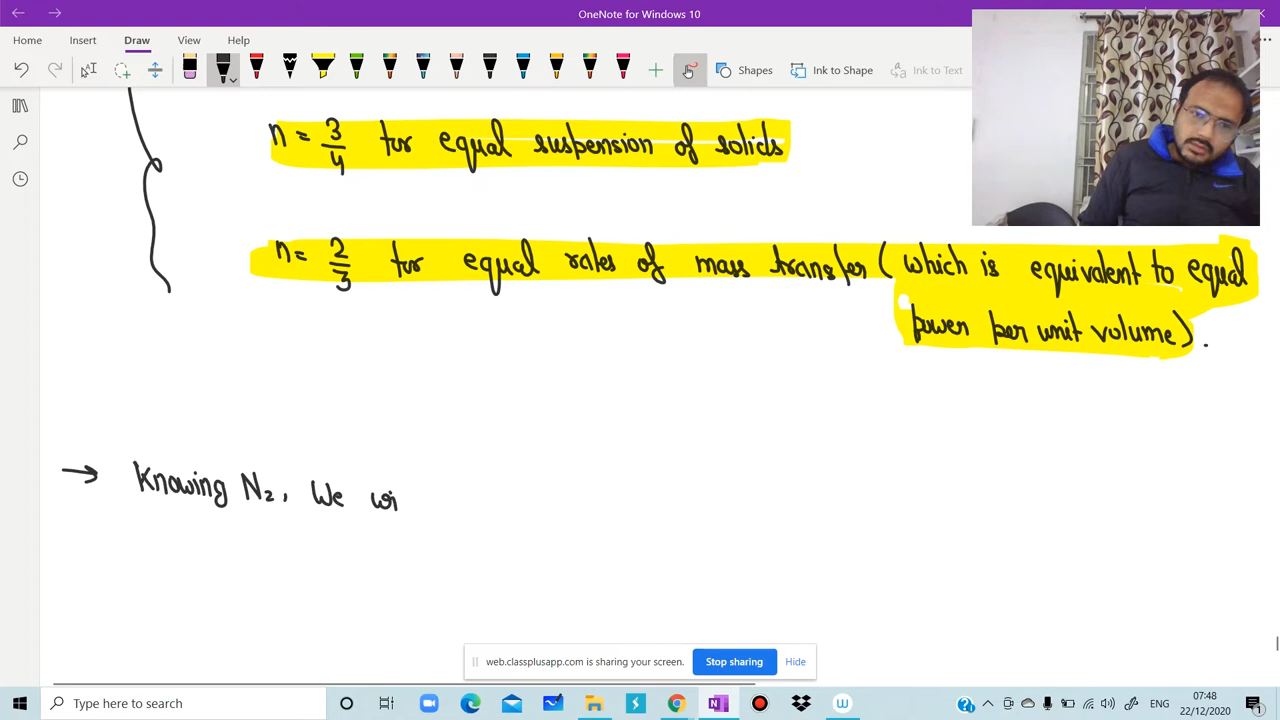 OneNote for Windows 10
Home Insert Draw View Help
Shapes Ink to Shape Ink to Text
n = 3/4 for equal suspension of solids
n = 2/3 for equal rates of mass transfer ( which is equivalent to equal
power per unit volume).
→ Knowing N₂, We wi
web.classplusapp.com is sharing your screen. Stop sharing Hide
Type here to search
ENG
07:48
22/12/2020